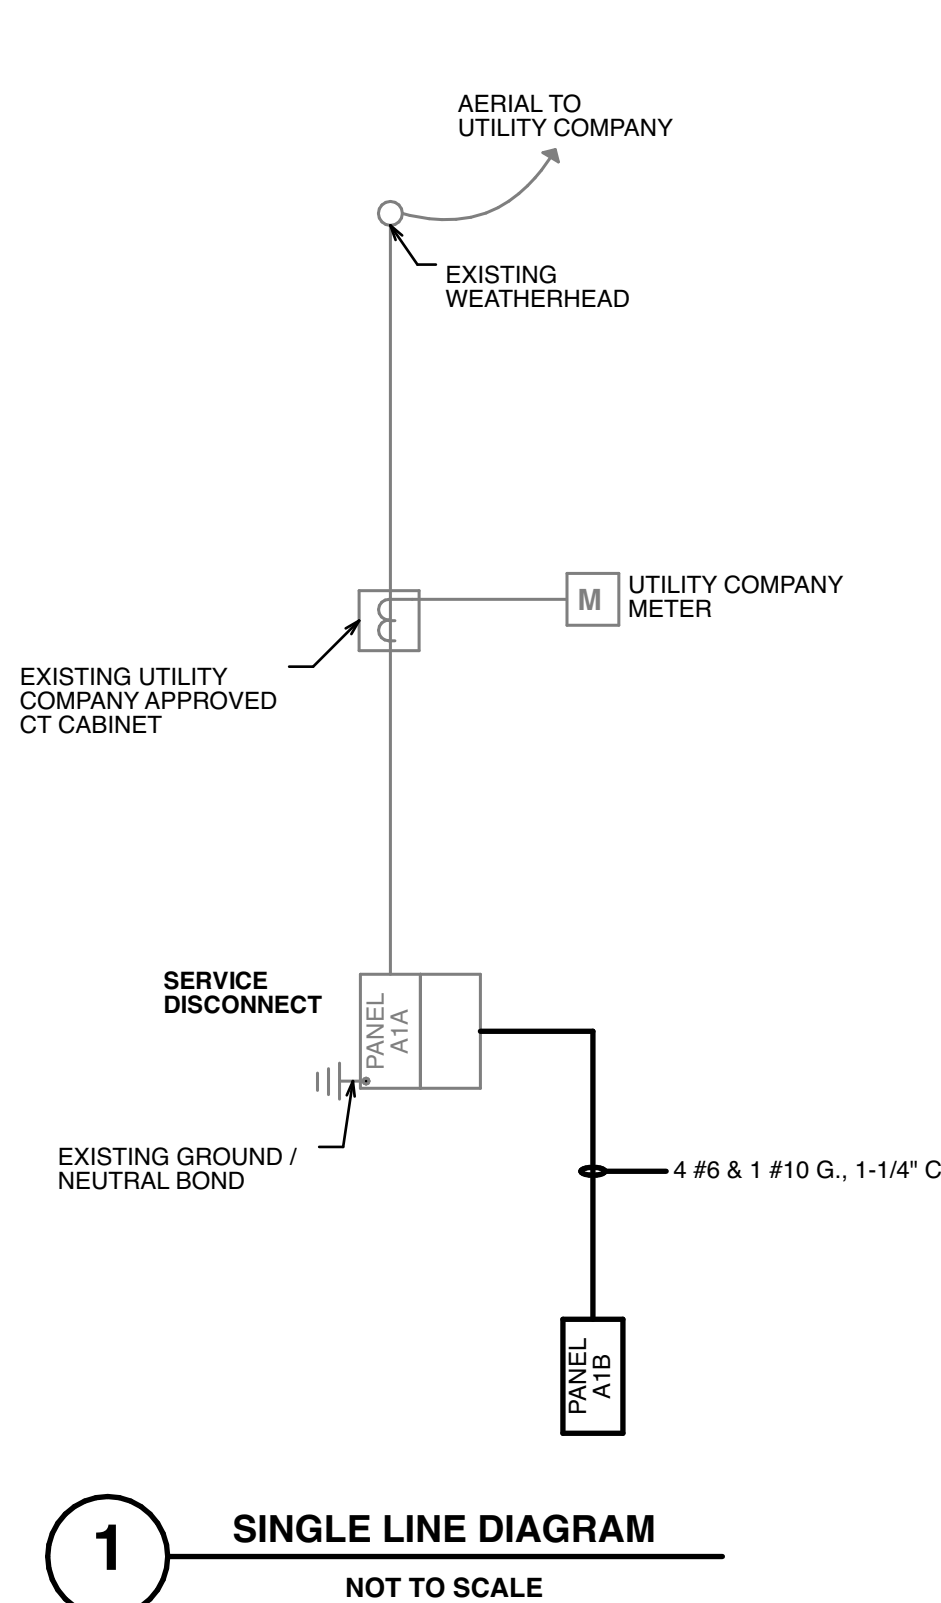 AERIAL TO
UTILITY COMPANY
EXISTING
WEATHERHEAD
M
UTILITY COMPANY
METER
EXISTING UTILITY
COMPANY APPROVED
CT CABINET
SERVICE
DISCONNECT
PANEL
A1A
EXISTING GROUND /
NEUTRAL BOND
4 #6 & 1 #10 G., 1-1/4" C
PANEL
A1B
1
SINGLE LINE DIAGRAM
NOT TO SCALE